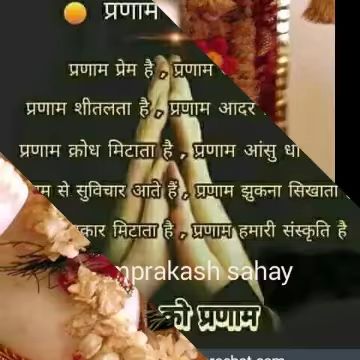 प्रणाम
प्रणाम प्रेम है , प्रणाम
प्रणाम शीतलता है , प्रणाम आदर
प्रणाम क्रोध मिटाता है , प्रणाम आंसु
से सुविचार आते हैं , प्रणाम झुकना सिखाता
मिटाता है , प्रणाम हमारी संस्कृति है
mprakash sahay
को प्रणाम